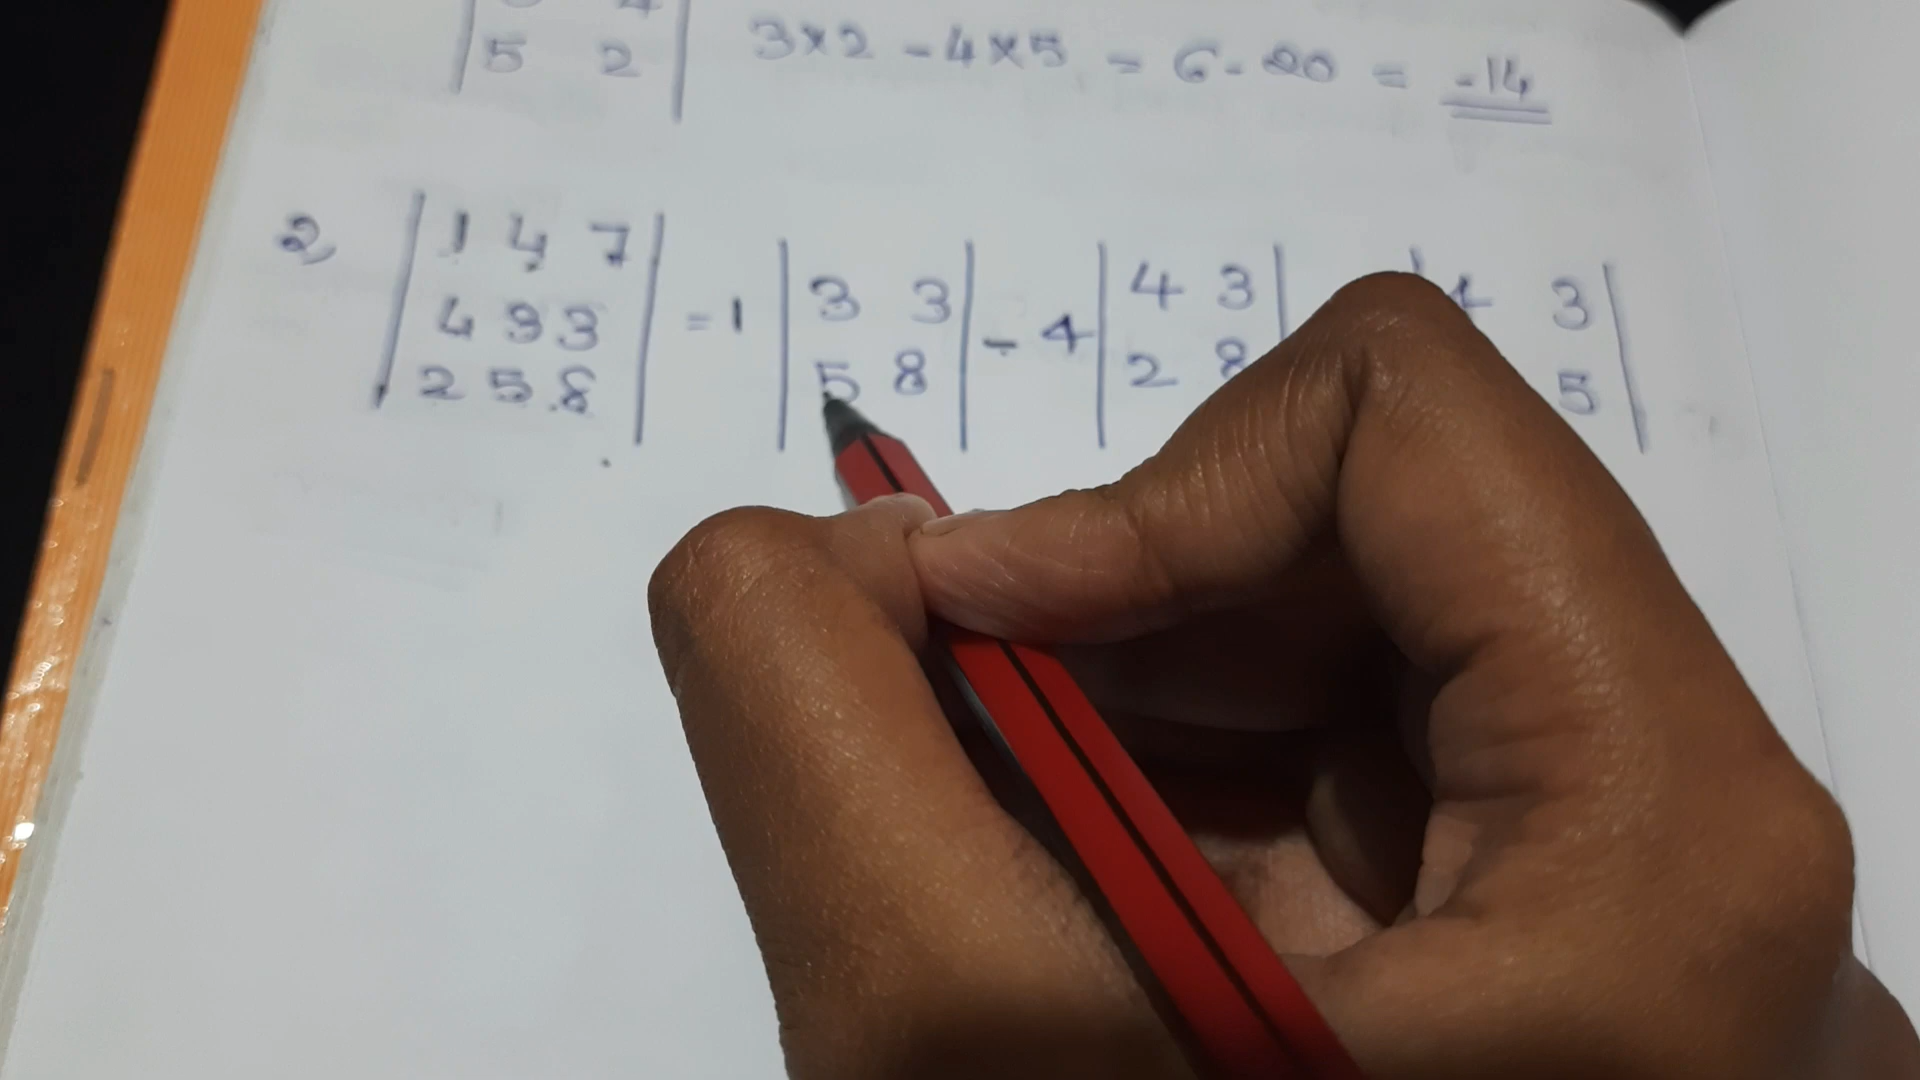 5 2 | 3×2 - 4×5 = 6 - 20 = -14
2) | 1 4 7 | 
| 4 3 3 | = 1 | 3 3 | - 4 | 4 3 | | 4 3 |
| 2 5 8 | | 5 8 | | 2 8 5 |